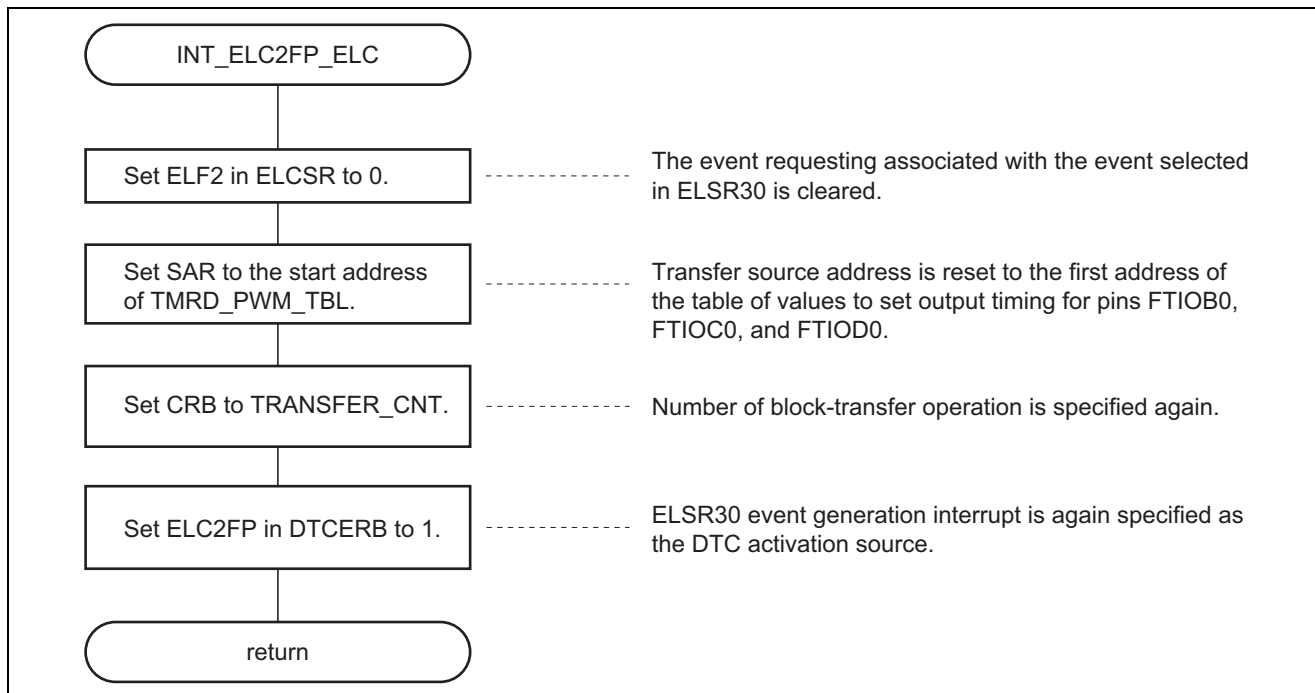 INT_ELC2FP_ELC
Set ELF2 in ELCSR to 0.
The event requesting associated with the event selected
in ELSR30 is cleared.
Set SAR to the start address
of TMRD_PWM_TBL.
Transfer source address is reset to the first address of
the table of values to set output timing for pins FTIOB0,
FTIOC0, and FTIOD0.
Set CRB to TRANSFER_CNT.
Number of block-transfer operation is specified again.
Set ELC2FP in DTCERB to 1.
ELSR30 event generation interrupt is again specified as
the DTC activation source.
return